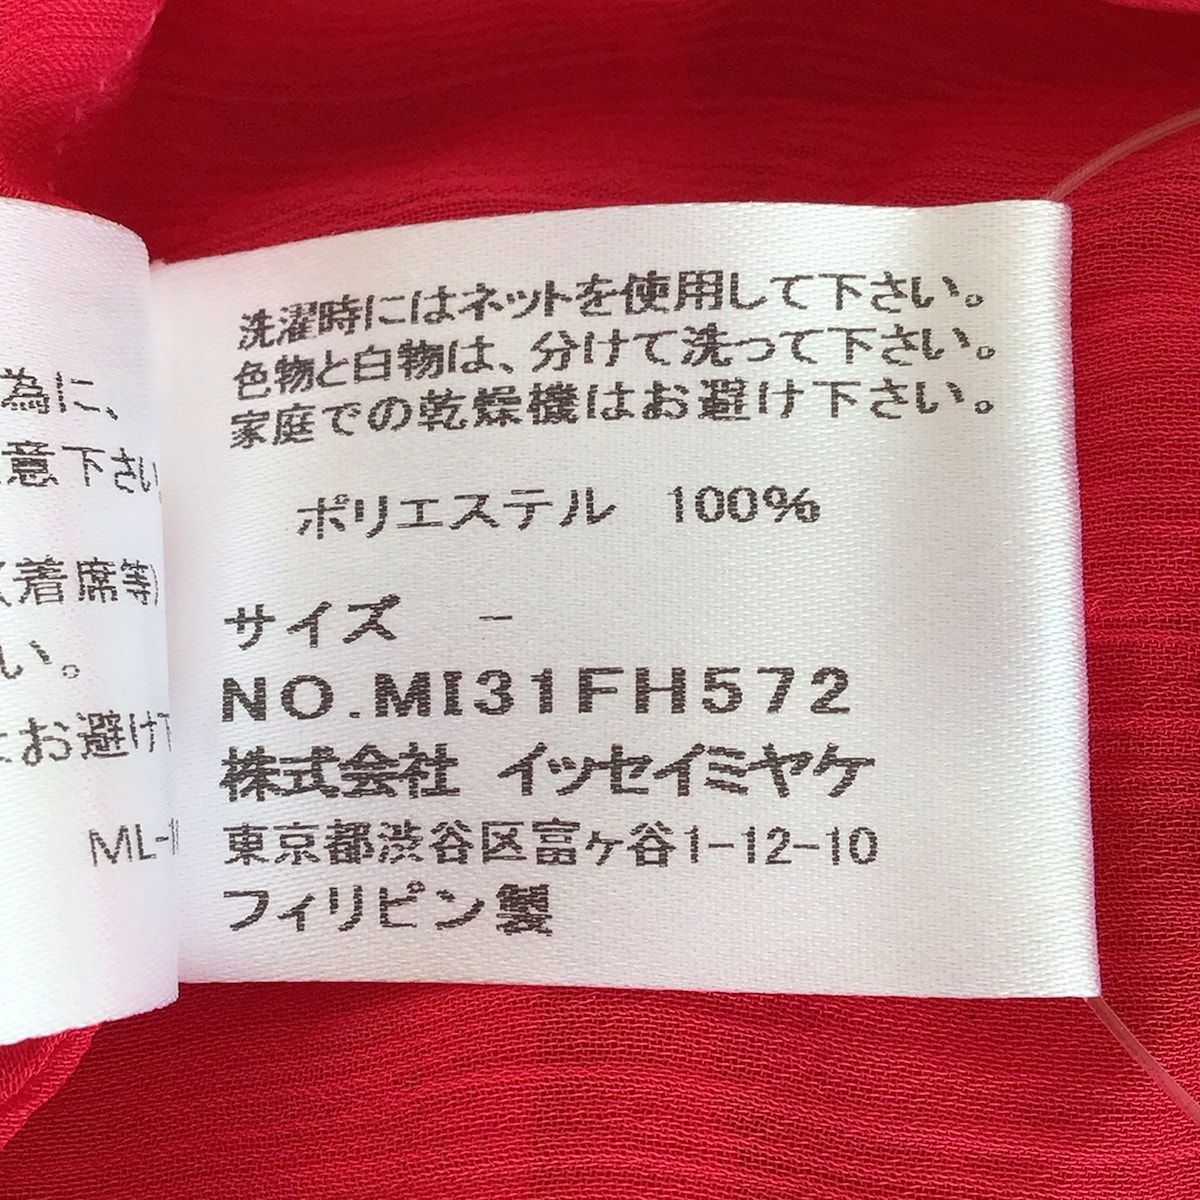 為に、
意下さい
着席等)
い。
お避け下
ML-
洗濯時にはネットを使用して下さい。
色物と白物は、分けて洗って下さい。
家庭での乾燥機はお避け下さい。
ポリエステル 100%
サイズ -
NO.MI31FH572
株式会社 イッセイミヤケ
東京都渋谷区富ヶ谷1-12-10
フィリピン製